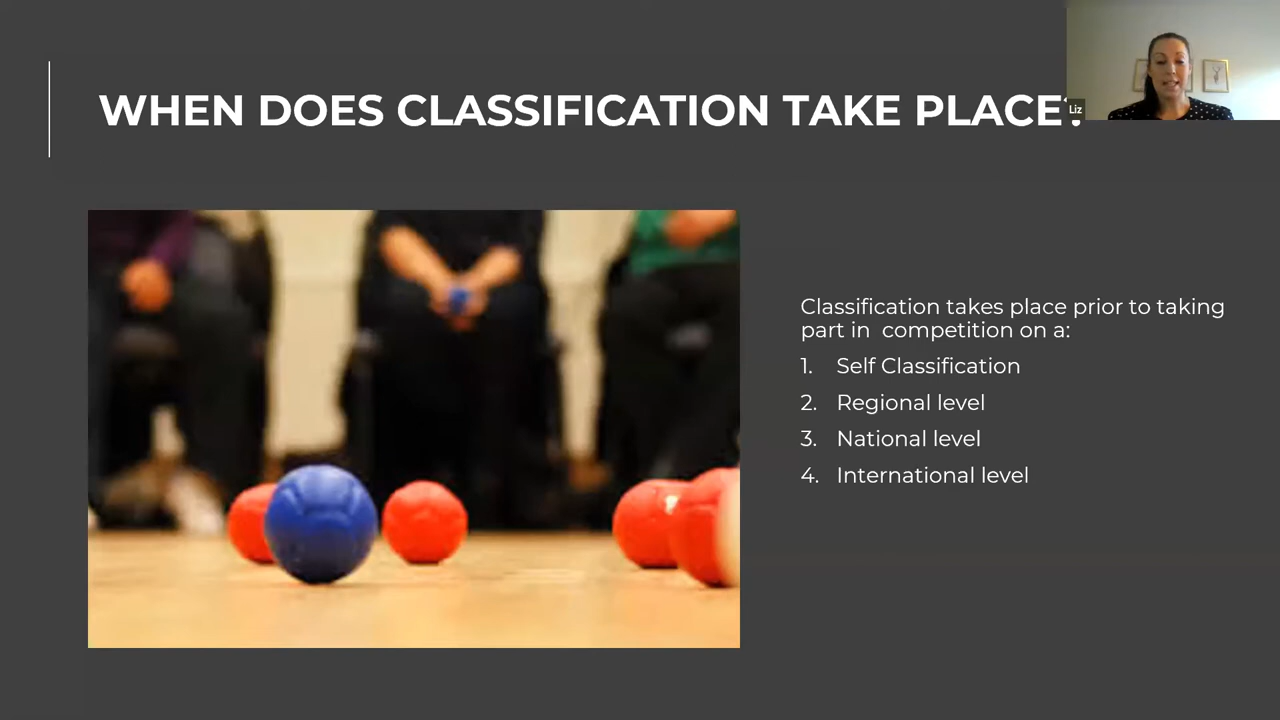 WHEN DOES CLASSIFICATION TAKE PLACE?
Liz
Classification takes place prior to taking
part in  competition on a:
1. Self Classification
2. Regional level
3. National level
4. International level